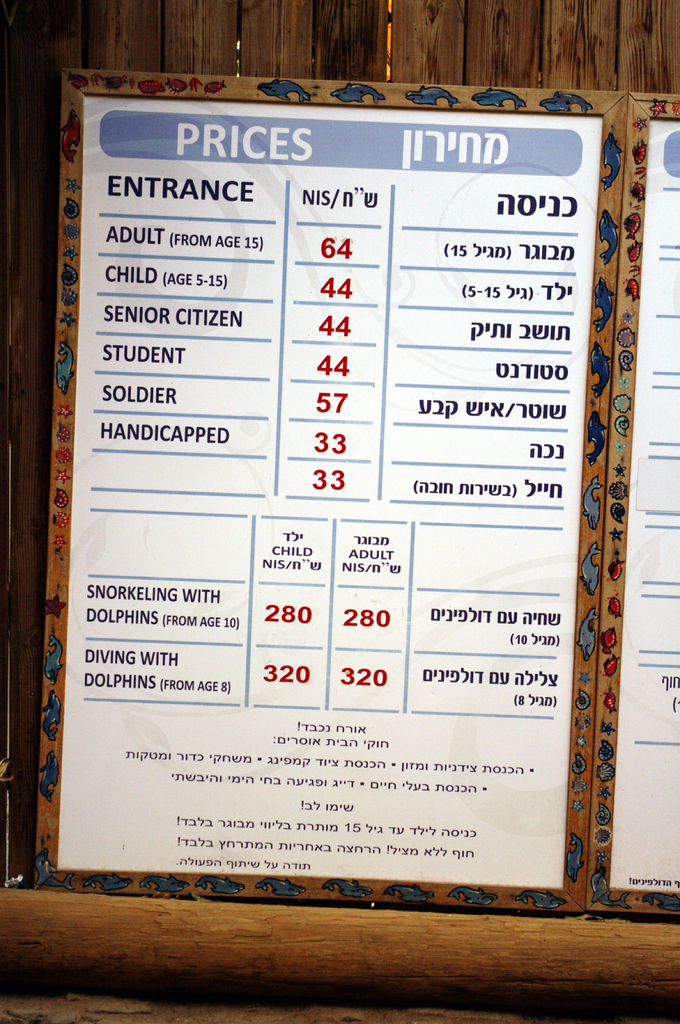 PRICES מחירון
ENTRANCE NIS/ש"ח כניסה
ADULT (FROM AGE 15) 64 מבוגר (מגיל 15)
CHILD (AGE 5-15) 44 ילד (גיל 5-15)
SENIOR CITIZEN 44 תושב ותיק
STUDENT 44 סטודנט
SOLDIER 57 שוטר/איש קבע
HANDICAPPED 33 נכה
33 חייל (בשירות חובה)
ילד מבוגר
CHILD ADULT
NIS/ש"ח NIS/ש"ח
SNORKELING WITH
DOLPHINS (FROM AGE 10) 280 280 שחיה עם דולפינים
(מגיל 10)
DIVING WITH
DOLPHINS (FROM AGE 8) 320 320 צלילה עם דולפינים
(מגיל 8)
אורח נכבד!
חוקי הבית אוסרים:
• הכנסת צידניות ומזון • הכנסת ציוד קמפינג • משחקי כדור ומטקות
• הכנסת בעלי חיים • דייג ופגיעה בחי הימי והיבשתי
שימו לב!
כניסה לילד עד גיל 15 מותרת בליווי מבוגר בלבד!
חוף ללא מציל! הרחצה באחריות המתרחץ בלבד!
תודה על שיתוף הפעולה.
חוף
ף הדולפינים!